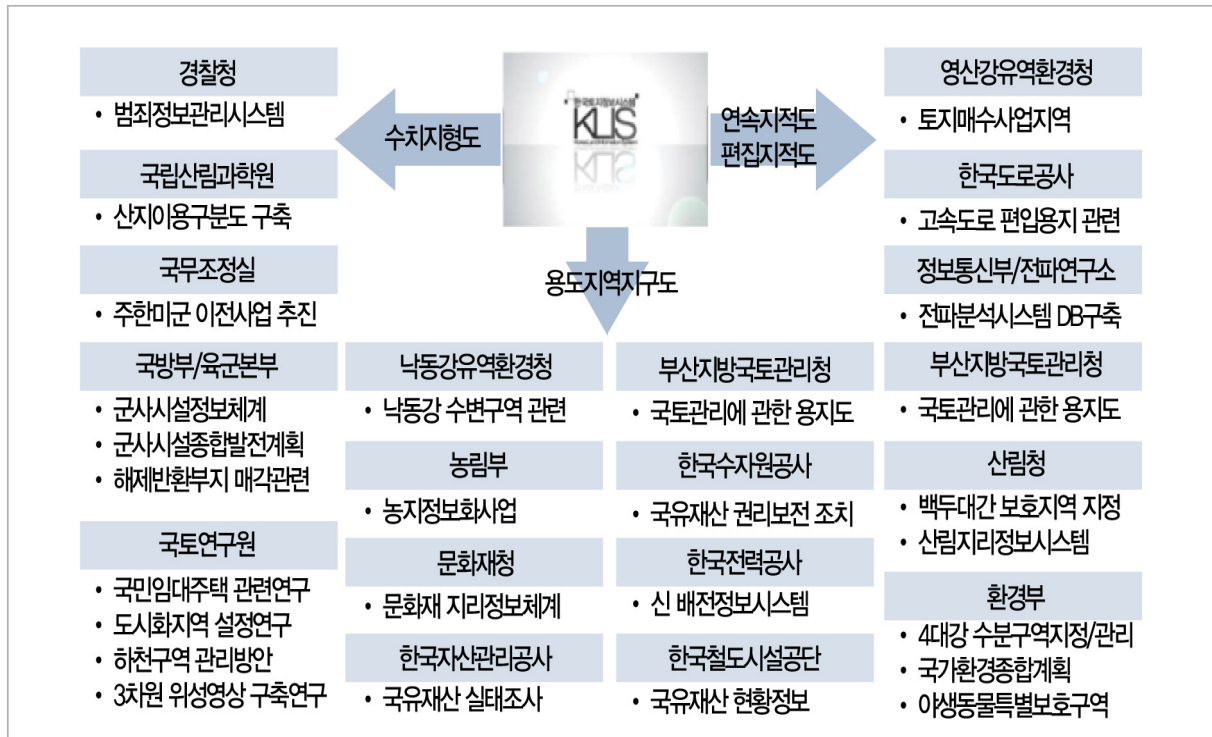 경찰청
• 범죄정보관리시스템
국립산림과학원
• 산지이용구분도 구축
국무조정실
• 주한미군 이전사업 추진
국방부/육군본부
• 군사시설정보체계
• 군사시설종합발전계획
• 해제반환부지 매각관련
국토연구원
• 국민임대주택 관련연구
• 도시화지역 설정연구
• 하천구역 관리방안
• 3차원 위성영상 구축연구
수치지형도
한국토지정보시스템
KLIS
연속지적도
편집지적도
용도지역지구도
낙동강유역환경청
• 낙동강 수변구역 관련
농림부
• 농지정보화사업
문화재청
• 문화재 지리정보체계
한국자산관리공사
• 국유재산 실태조사
부산지방국토관리청
• 국토관리에 관한 용지도
한국수자원공사
• 국유재산 권리보전 조치
한국전력공사
• 신 배전정보시스템
한국철도시설공단
• 국유재산 현황정보
영산강유역환경청
• 토지매수사업지역
한국도로공사
• 고속도로 편입용지 관련
정보통신부/전파연구소
• 전파분석시스템 DB구축
부산지방국토관리청
• 국토관리에 관한 용지도
산림청
• 백두대간 보호지역 지정
• 산림지리정보시스템
환경부
• 4대강 수분구역지정/관리
• 국가환경종합계획
• 야생동물특별보호구역